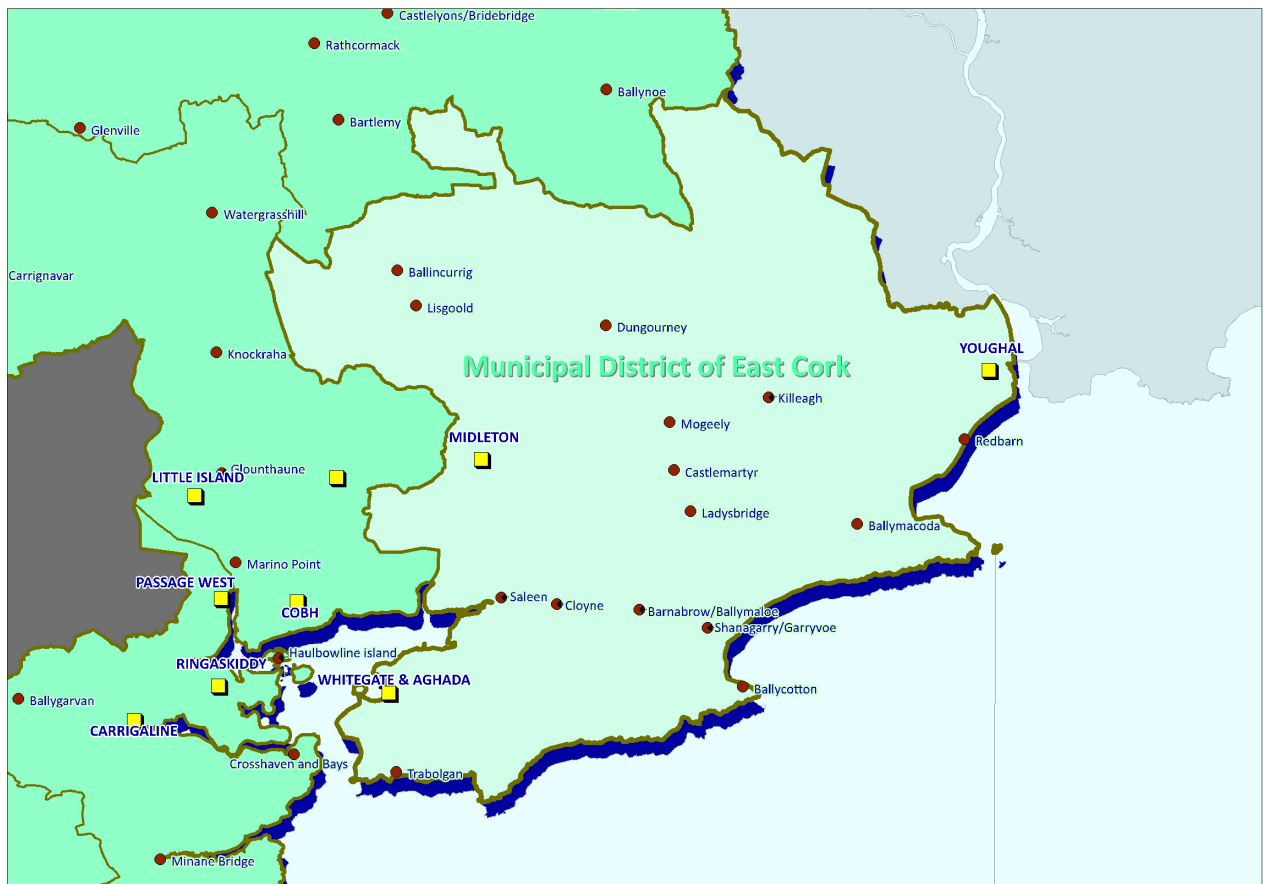 Castlelyons/Bridebridge
Rathcormack
Ballynoe
Bartlemy
Glenville
Watergrasshill
Carrignavar
Ballincurrig
Lisgoold
Dungourney
Knockraha
YOUGHAL
Municipal District of East Cork
Killeagh
Mogeely
MIDLETON
Redbarn
Glounthaune
Castlemartyr
LITTLE ISLAND
Ladysbridge
Ballymacoda
Marino Point
PASSAGE WEST
Saleen
Cloyne
COBH
Barnabrow/Ballymaloe
Shanagarry/Garryvoe
Haulbowline island
RINGASKIDDY
WHITEGATE & AGHADA
Ballycotton
Ballygarvan
CARRIGALINE
Crosshaven and Bays
Trabolgan
Minane Bridge